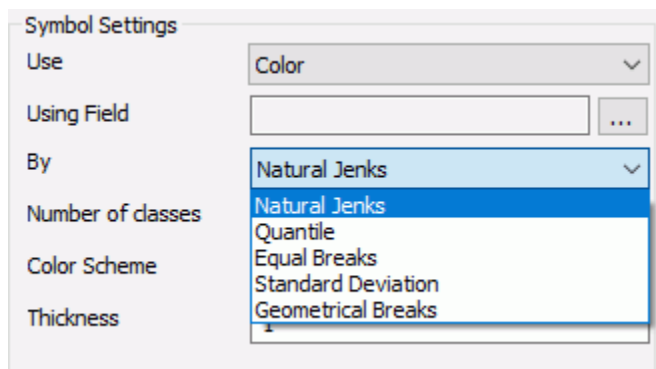 Symbol Settings
Use Color
Using Field ...
By Natural Jenks
Number of classes Natural Jenks
Quantile
Color Scheme Equal Breaks
Standard Deviation
Thickness Geometrical Breaks